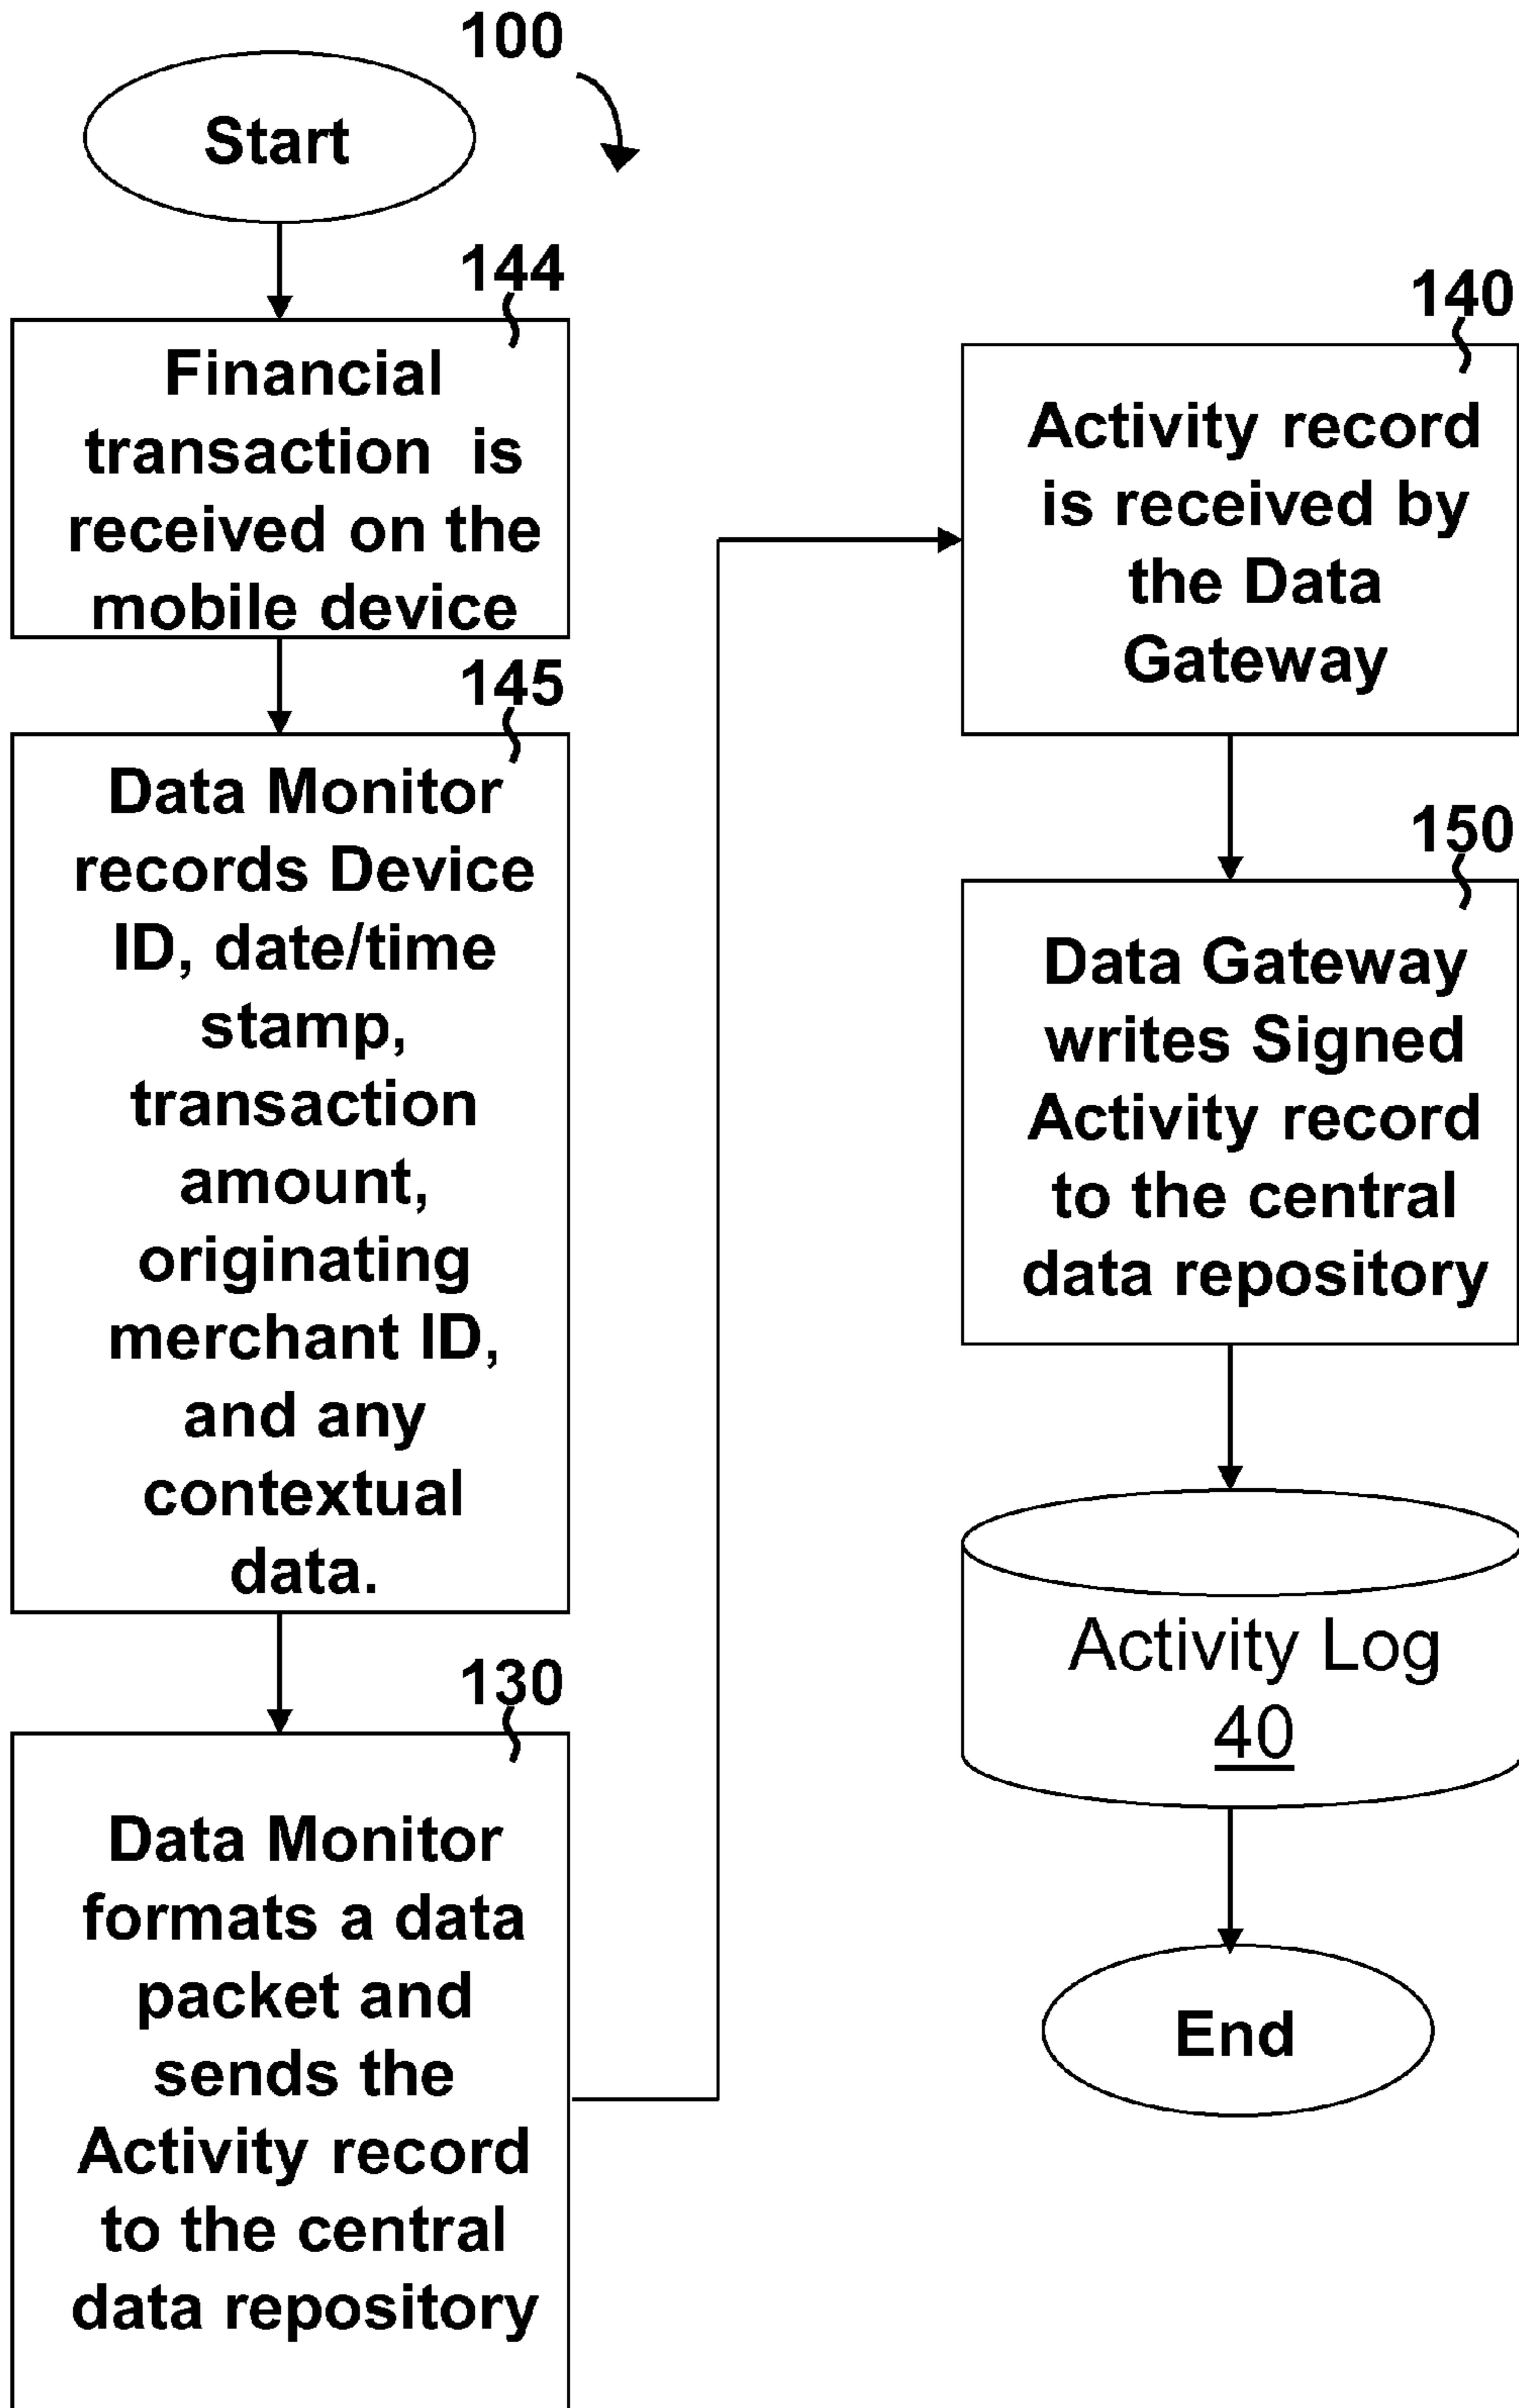 100
Start
144
Financial
transaction is
received on the
mobile device
145
Data Monitor
records Device
ID, date/time
stamp,
transaction
amount,
originating
merchant ID,
and any
contextual
data.
130
Data Monitor
formats a data
packet and
sends the
Activity record
to the central
data repository
140
Activity record
is received by
the Data
Gateway
150
Data Gateway
writes Signed
Activity record
to the central
data repository
Activity Log
40
End